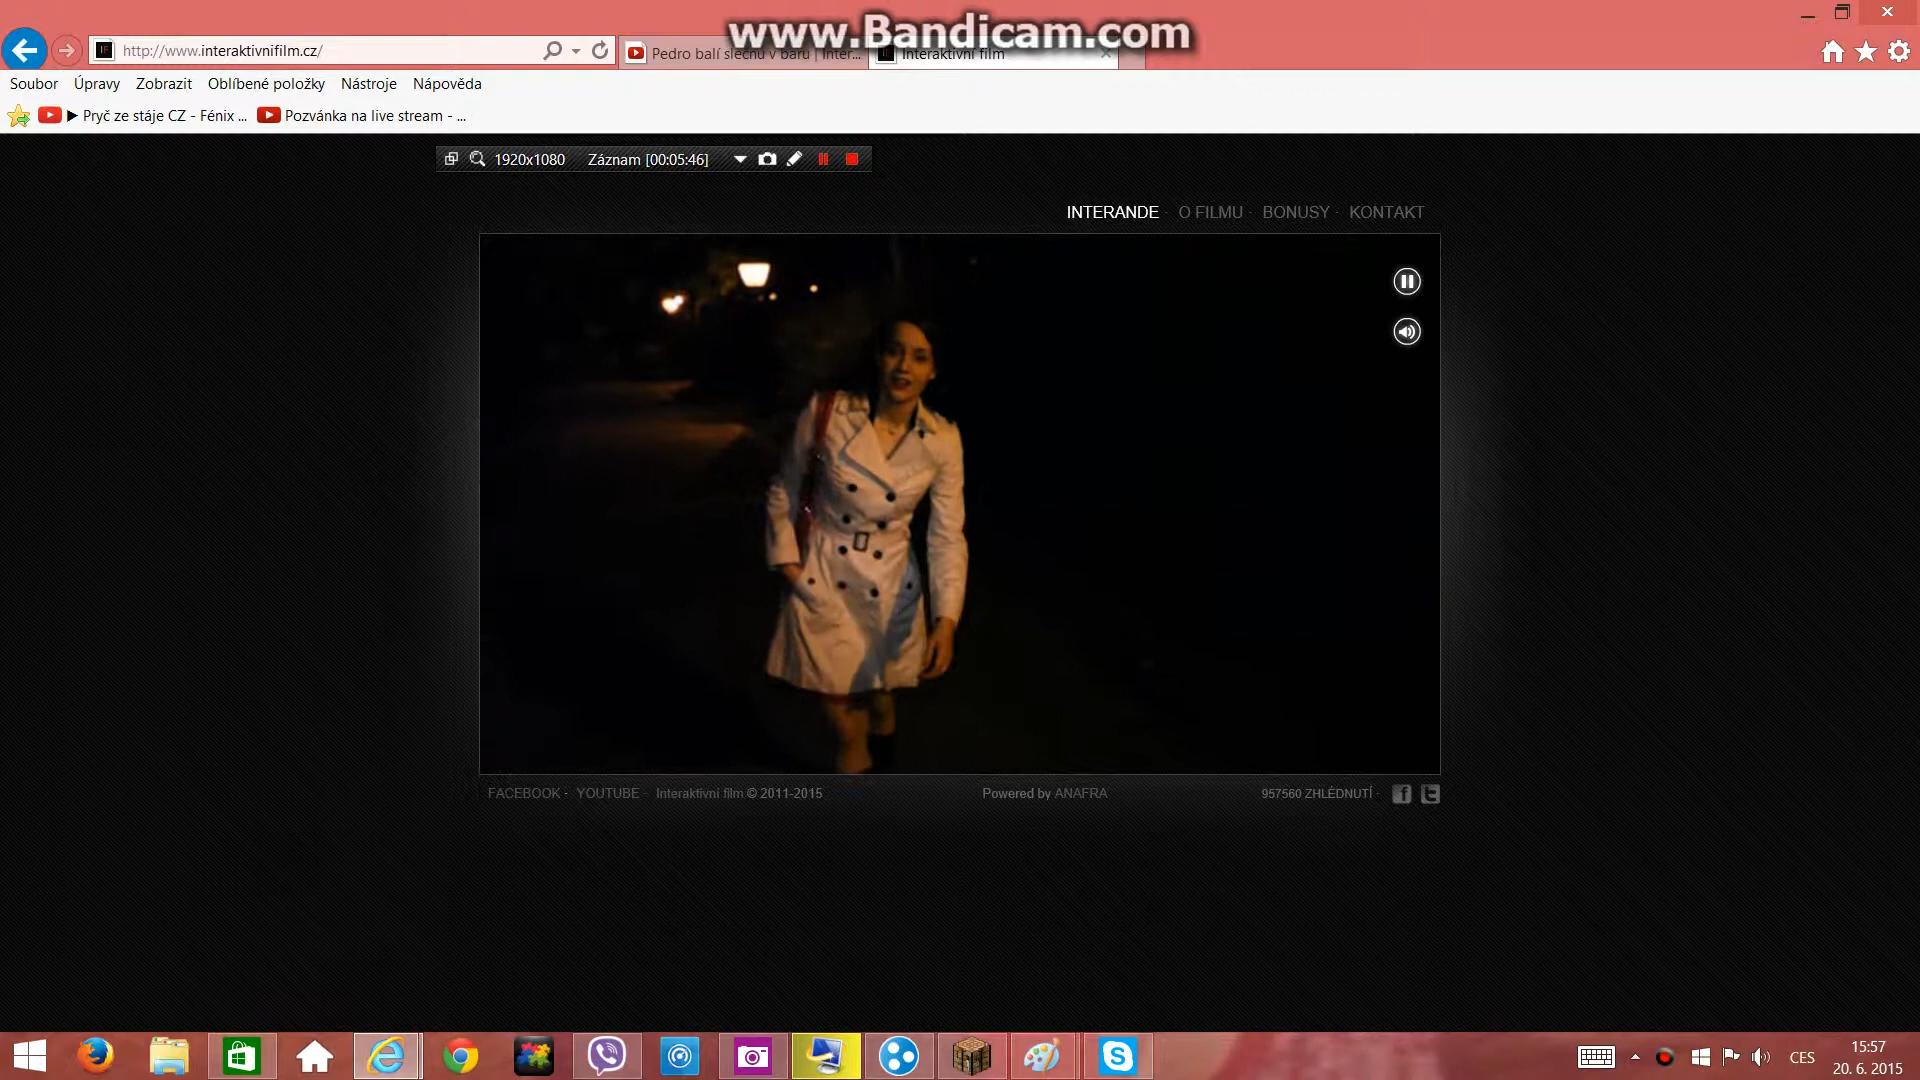 www.Bandicam.com
http://www.interaktivnifilm.cz/
Pedro balí slečnu v baru | Inter...
Interaktivní film
Soubor Úpravy Zobrazit Oblíbené položky Nástroje Nápověda
▶ Pryč ze stáje CZ - Fénix ... Pozvánka na live stream - ...
1920x1080 Záznam [00:05:46]
INTERANDE · O FILMU · BONUSY · KONTAKT
FACEBOOK · YOUTUBE · Interaktivní film © 2011-2015 Powered by ANAFRA 957560 ZHLÉDNUTÍ ·
CES
15:57
20. 6. 2015